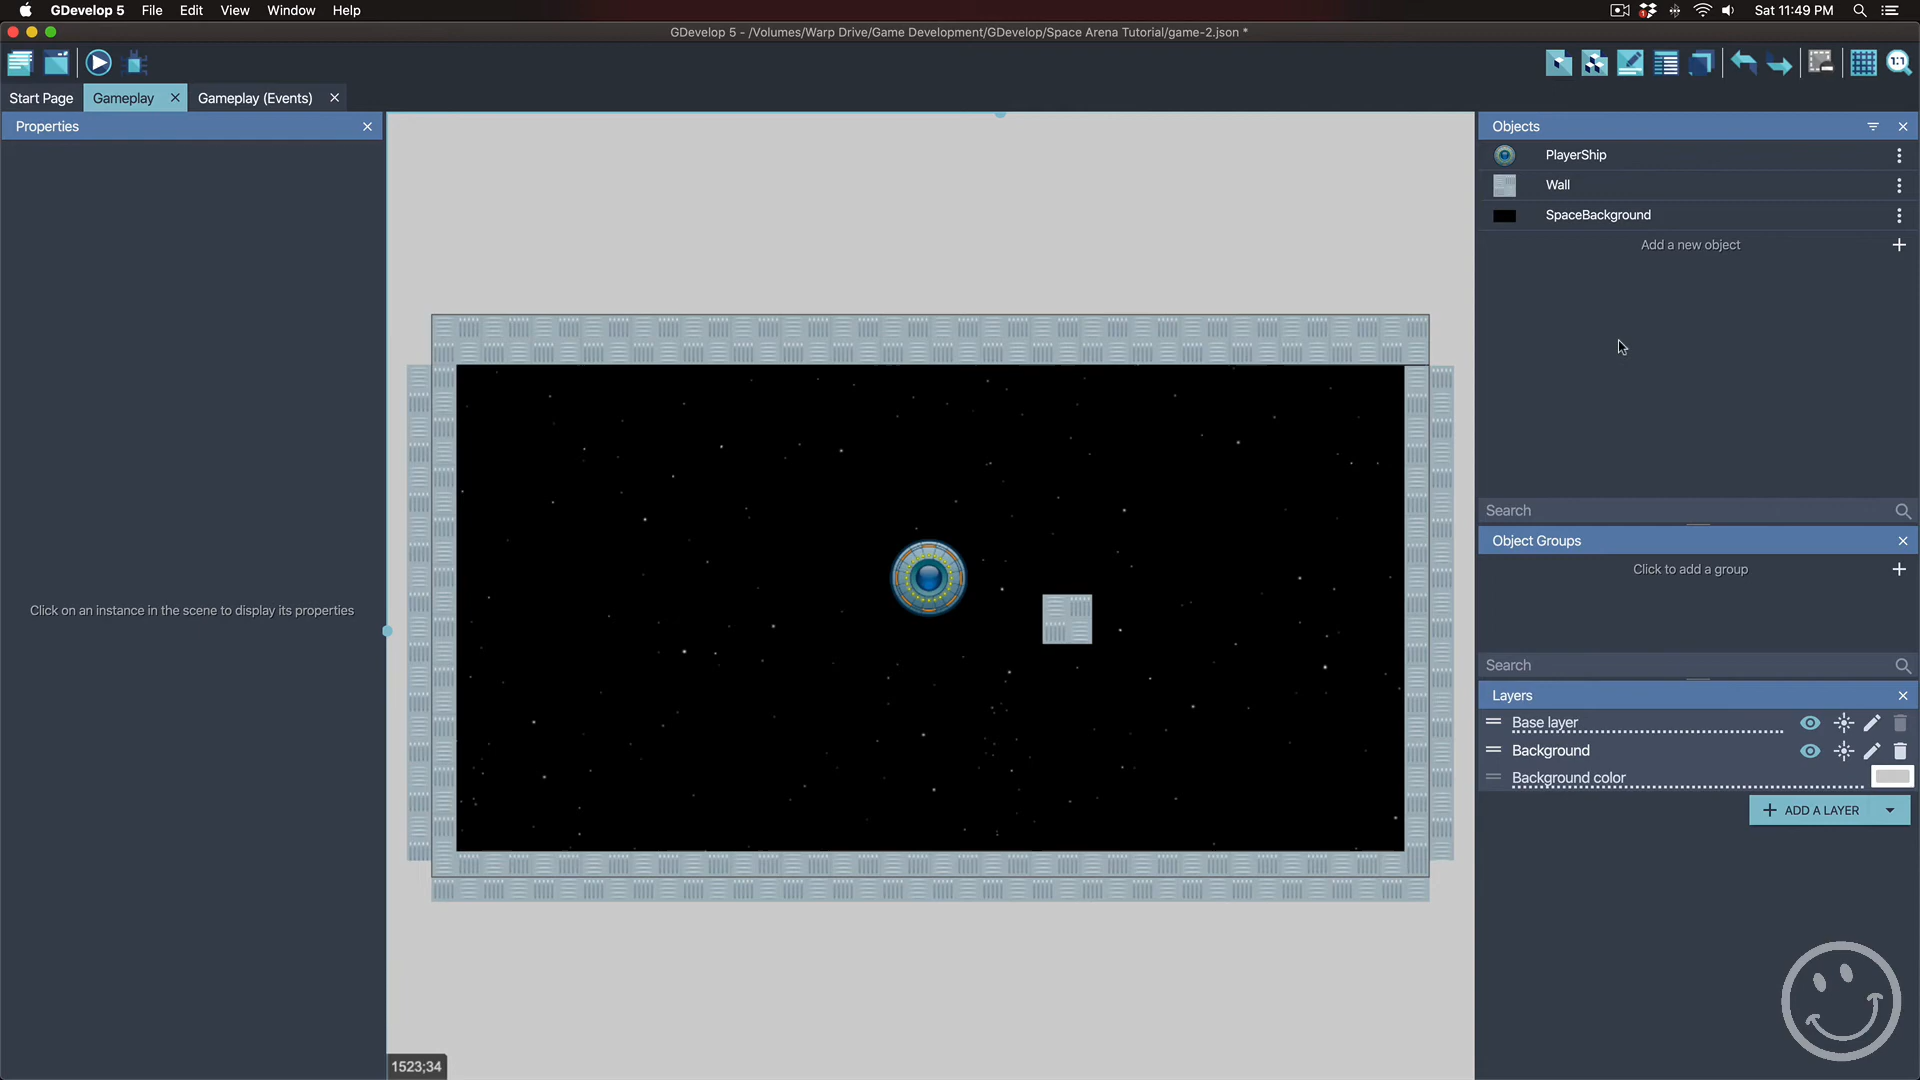 GDevelop 5 File Edit View Window Help Sat 11:49 PM
GDevelop 5 - /Volumes/Warp Drive/Game Development/GDevelop/Space Arena Tutorial/game-2.json *
1:1
Start Page Gameplay Gameplay (Events)
Properties
Click on an instance in the scene to display its properties
1523;34
Objects
PlayerShip
Wall
SpaceBackground
Add a new object
Search
Object Groups
Click to add a group
Search
Layers
Base layer
Background
Background color
ADD A LAYER